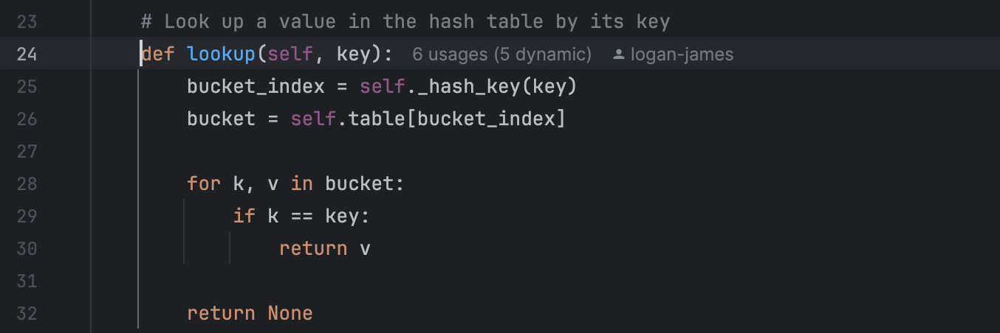 23 # Look up a value in the hash table by its key
24 def lookup(self, key): 6 usages (5 dynamic) logan-james
25 bucket_index = self._hash_key(key)
26 bucket = self.table[bucket_index]
27
28 for k, v in bucket:
29 if k == key:
30 return v
31
32 return None